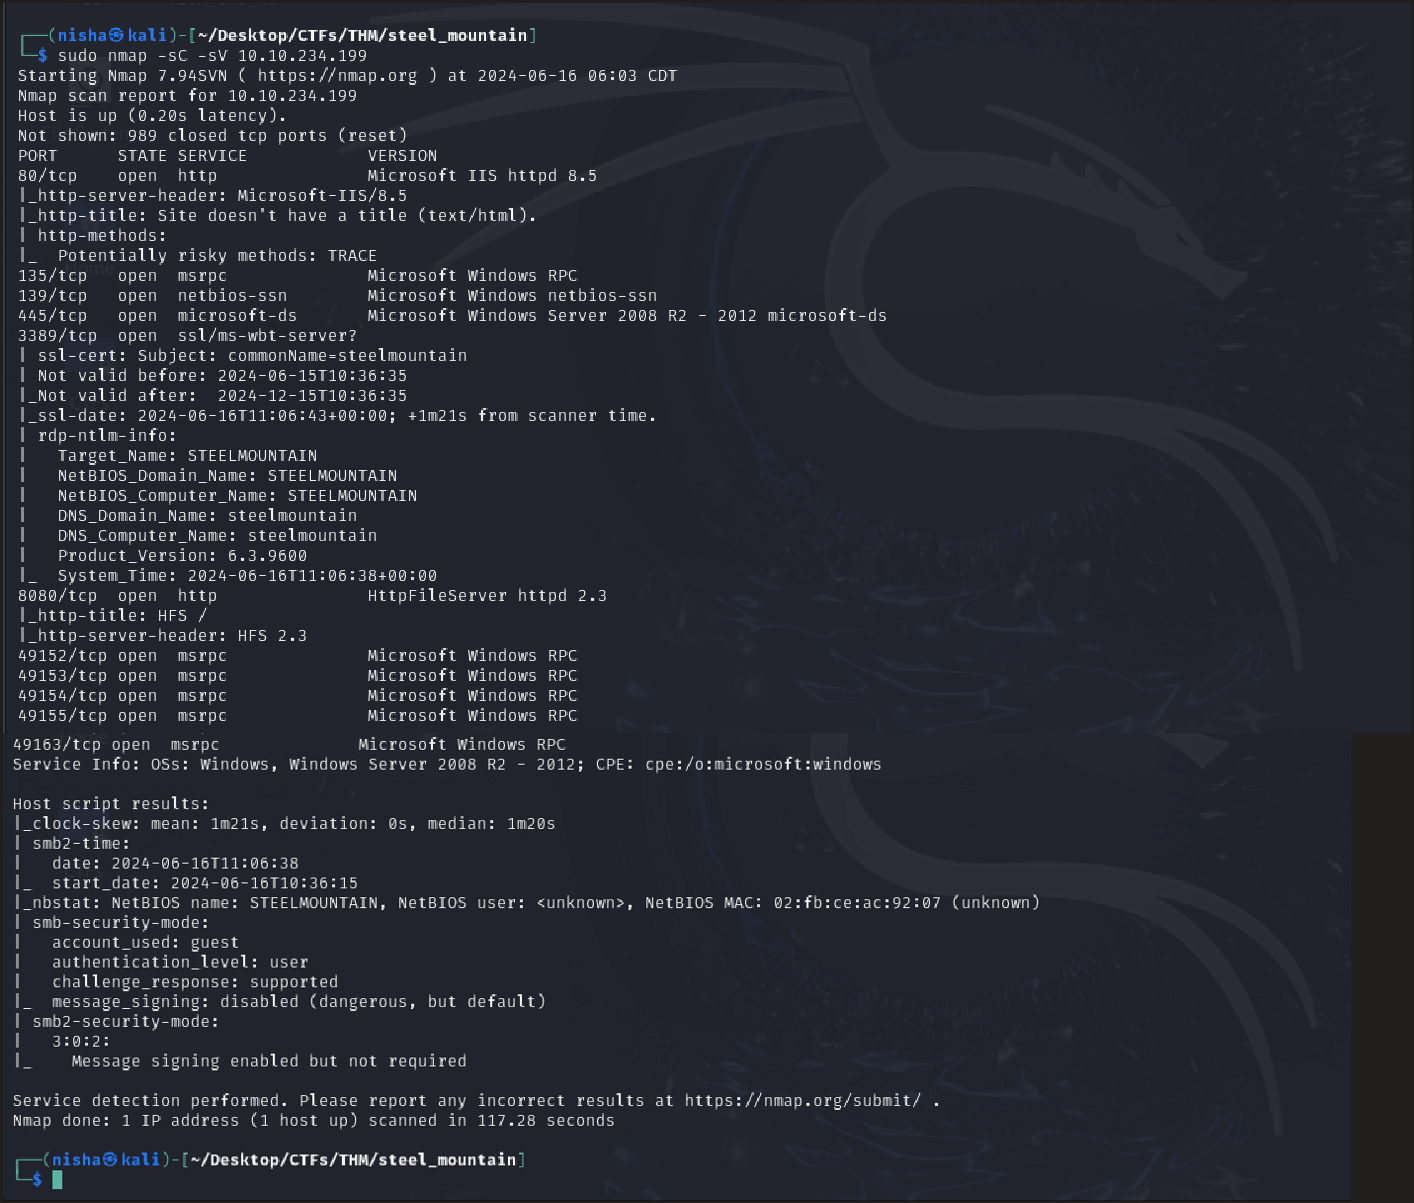 ┌──(nisha㉿kali)-[~/Desktop/CTFs/THM/steel_mountain]
└─$ sudo nmap -sC -sV 10.10.234.199
Starting Nmap 7.94SVN ( https://nmap.org ) at 2024-06-16 06:03 CDT
Nmap scan report for 10.10.234.199
Host is up (0.20s latency).
Not shown: 989 closed tcp ports (reset)
PORT      STATE SERVICE            VERSION
80/tcp    open  http               Microsoft IIS httpd 8.5
|_http-server-header: Microsoft-IIS/8.5
|_http-title: Site doesn't have a title (text/html).
| http-methods:
|_  Potentially risky methods: TRACE
135/tcp   open  msrpc              Microsoft Windows RPC
139/tcp   open  netbios-ssn        Microsoft Windows netbios-ssn
445/tcp   open  microsoft-ds       Microsoft Windows Server 2008 R2 - 2012 microsoft-ds
3389/tcp  open  ssl/ms-wbt-server?
| ssl-cert: Subject: commonName=steelmountain
| Not valid before: 2024-06-15T10:36:35
|_Not valid after:  2024-12-15T10:36:35
|_ssl-date: 2024-06-16T11:06:43+00:00; +1m21s from scanner time.
| rdp-ntlm-info:
|   Target_Name: STEELMOUNTAIN
|   NetBIOS_Domain_Name: STEELMOUNTAIN
|   NetBIOS_Computer_Name: STEELMOUNTAIN
|   DNS_Domain_Name: steelmountain
|   DNS_Computer_Name: steelmountain
|   Product_Version: 6.3.9600
|_  System_Time: 2024-06-16T11:06:38+00:00
8080/tcp  open  http               HttpFileServer httpd 2.3
|_http-title: HFS /
|_http-server-header: HFS 2.3
49152/tcp open  msrpc              Microsoft Windows RPC
49153/tcp open  msrpc              Microsoft Windows RPC
49154/tcp open  msrpc              Microsoft Windows RPC
49155/tcp open  msrpc              Microsoft Windows RPC
49163/tcp open  msrpc              Microsoft Windows RPC
Service Info: OSs: Windows, Windows Server 2008 R2 - 2012; CPE: cpe:/o:microsoft:windows

Host script results:
|_clock-skew: mean: 1m21s, deviation: 0s, median: 1m20s
| smb2-time:
|   date: 2024-06-16T11:06:38
|_  start_date: 2024-06-16T10:36:15
|_nbstat: NetBIOS name: STEELMOUNTAIN, NetBIOS user: <unknown>, NetBIOS MAC: 02:fb:ce:ac:92:07 (unknown)
| smb-security-mode:
|   account_used: guest
|   authentication_level: user
|   challenge_response: supported
|_  message_signing: disabled (dangerous, but default)
| smb2-security-mode:
|   3:0:2:
|_    Message signing enabled but not required

Service detection performed. Please report any incorrect results at https://nmap.org/submit/ .
Nmap done: 1 IP address (1 host up) scanned in 117.28 seconds

┌──(nisha㉿kali)-[~/Desktop/CTFs/THM/steel_mountain]
└─$